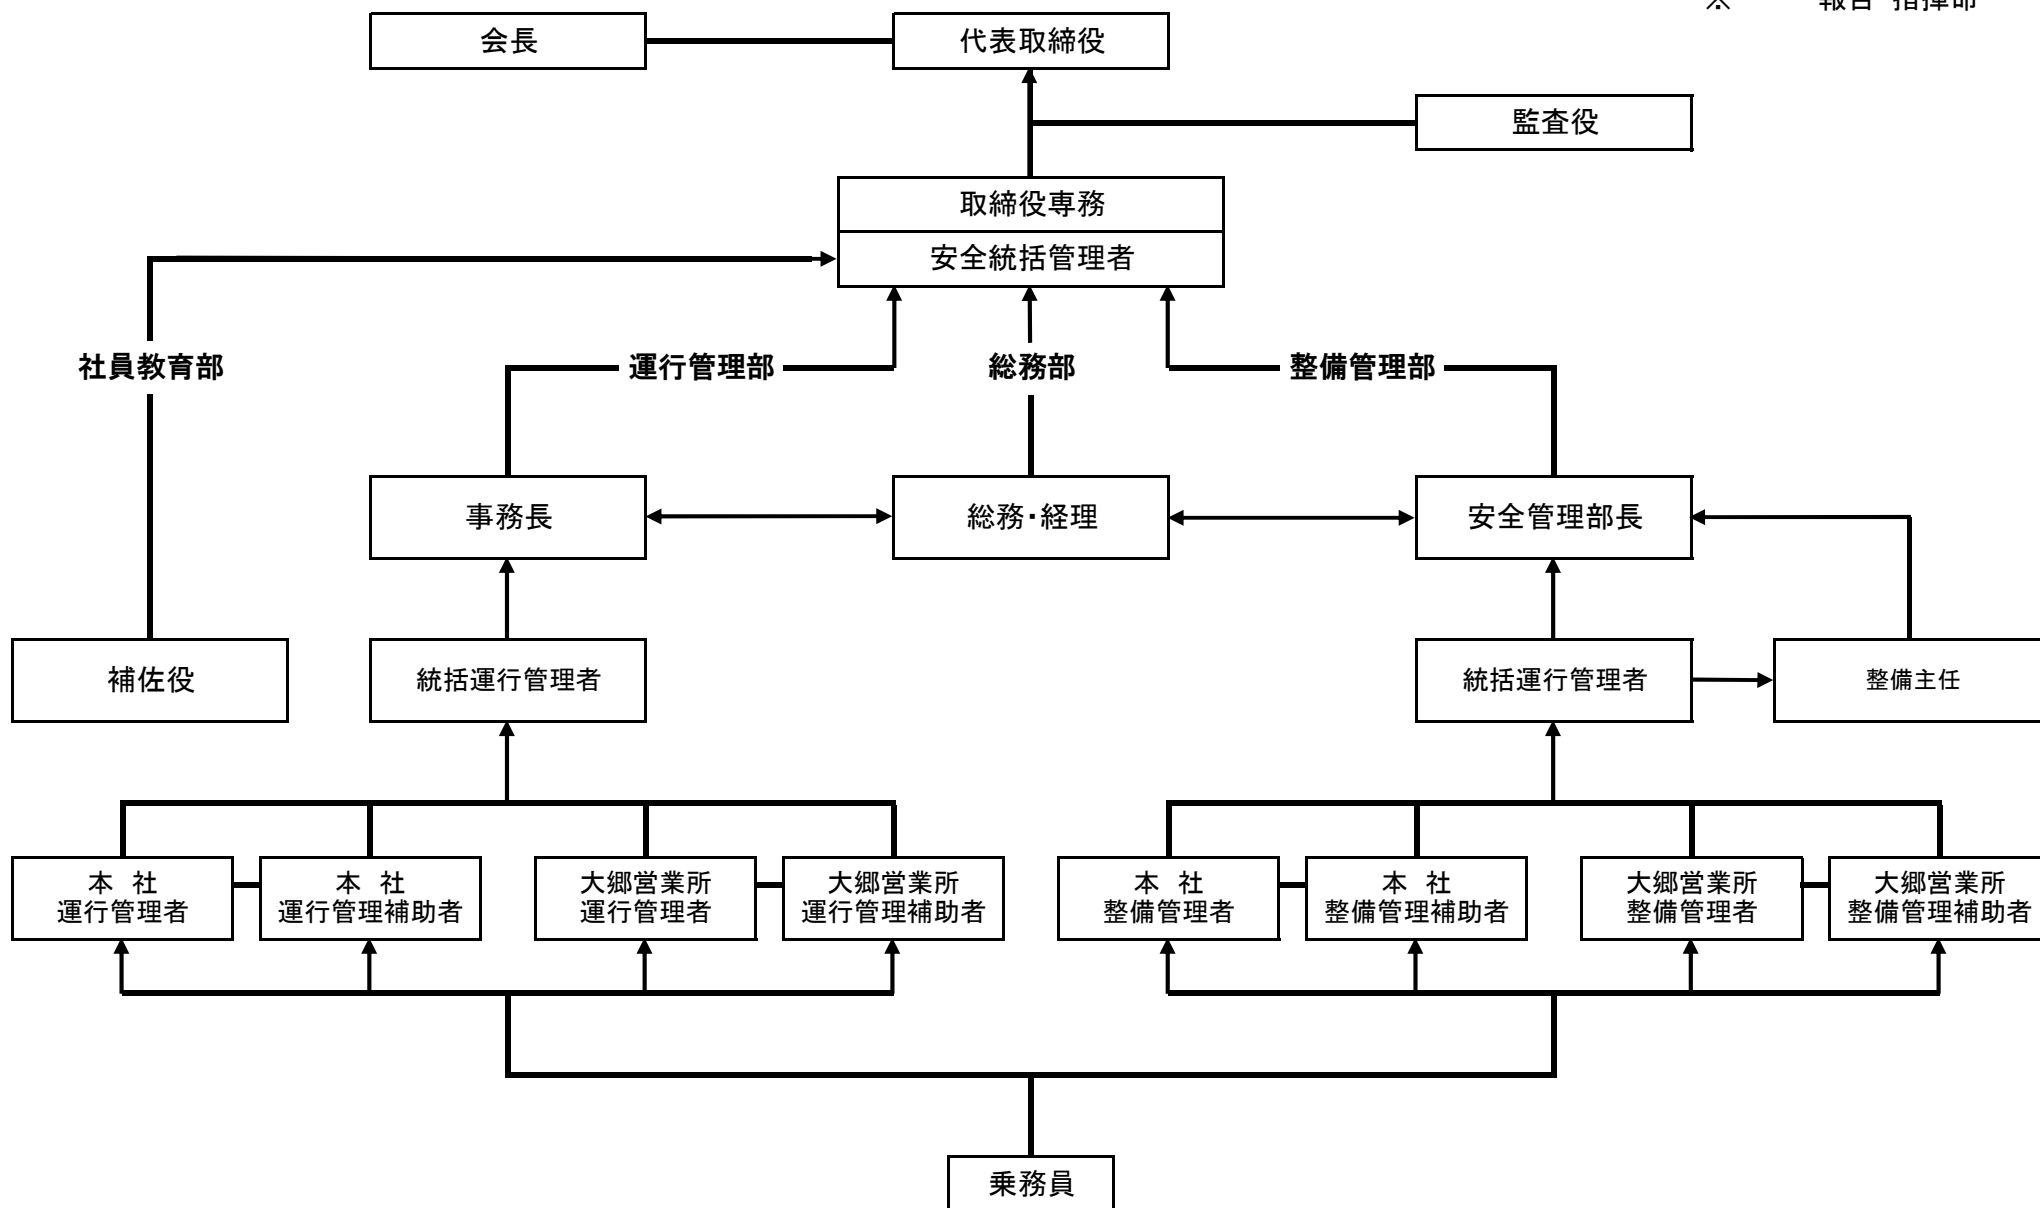 ※ 報告 指揮命
会長
代表取締役
監査役
取締役専務
安全統括管理者
社員教育部
運行管理部
総務部
整備管理部
事務長
総務・経理
安全管理部長
補佐役
統括運行管理者
統括運行管理者
整備主任
本　社
運行管理者
本　社
運行管理補助者
大郷営業所
運行管理者
大郷営業所
運行管理補助者
本　社
整備管理者
本　社
整備管理補助者
大郷営業所
整備管理者
大郷営業所
整備管理補助者
乗務員